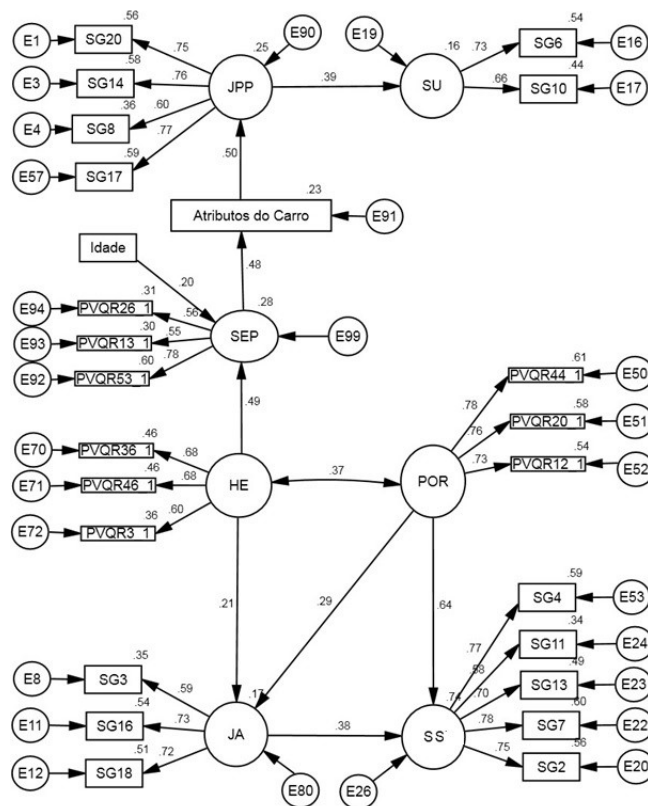 E1 .56 SG20 .75 .25 E90 E19 .16 .73 .54 SG6 E16
E3 .58 SG14 .76 JPP .39 SU .66 .44 SG10 E17
E4 .36 SG8 .60
E57 .59 SG17 .77
.50
.23
Atributos do Carro E91
Idade .20 .48
E94 .31 PVQR26_1 .56 .28
E93 .30 PVQR13_1 .55 SEP E99
E92 .60 PVQR53_1 .78
.61 PVQR44_1 E50
.49 .78
.58 PVQR20_1 .76 E51
E70 .46 PVQR36_1 .68
.54 PVQR12_1 .73 E52
E71 .46 PVQR46_1 .68 HE .37 POR
E72 .36 PVQR3_1 .60
.21 .29 .64
.59 SG4 .77 E53
.34 SG11 .58 E24
E8 .35 SG3 .59
.49 SG13 .70 E23
E11 .54 SG16 .73 .17 JA .38 .74 SS .78 .60 SG7 E22
E12 .51 SG18 .72 .75 .56 SG2 E20
E80 E26